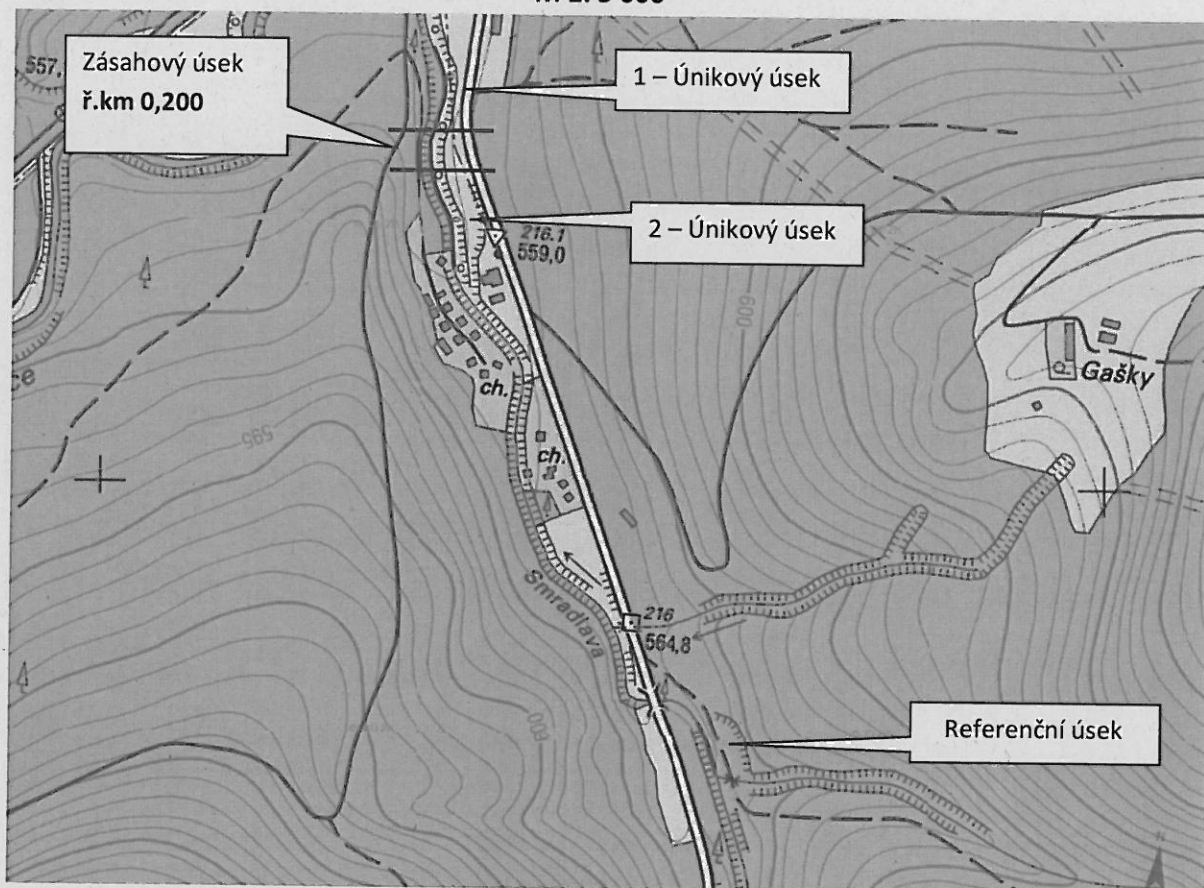 Zásahový úsek
ř.km 0,200
1 – Únikový úsek
2 – Únikový úsek
557,
216.1
559,0
600
Gašky
ch.
595
ch.
Smradlava
216
564,8
600
Referenční úsek